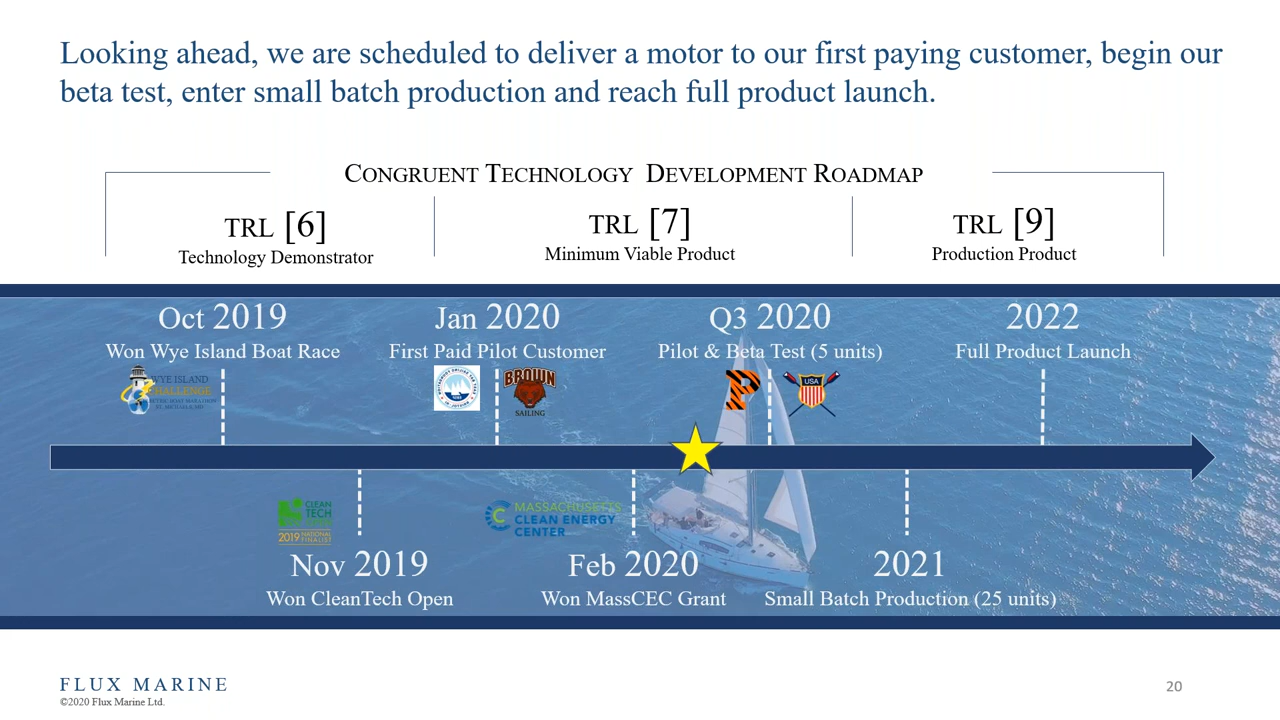 Looking ahead, we are scheduled to deliver a motor to our first paying customer, begin our
beta test, enter small batch production and reach full product launch.
CONGRUENT TECHNOLOGY DEVELOPMENT ROADMAP
TRL [6]
Technology Demonstrator
TRL [7]
Minimum Viable Product
TRL [9]
Production Product
Oct 2019
Won Wye Island Boat Race
WYE ISLAND
CHALLENGE
Jan 2020
First Paid Pilot Customer
BROWN
SAILING
Q3 2020
Pilot & Beta Test (5 units)
P
USA
2022
Full Product Launch
CLEAN
TECH
2019 NATIONAL
FINALIST
Nov 2019
Won CleanTech Open
MASSACHUSETTS
CLEAN ENERGY
CENTER
Feb 2020
Won MassCEC Grant
2021
Small Batch Production (25 units)
FLUX MARINE
©2020 Flux Marine Ltd.
20